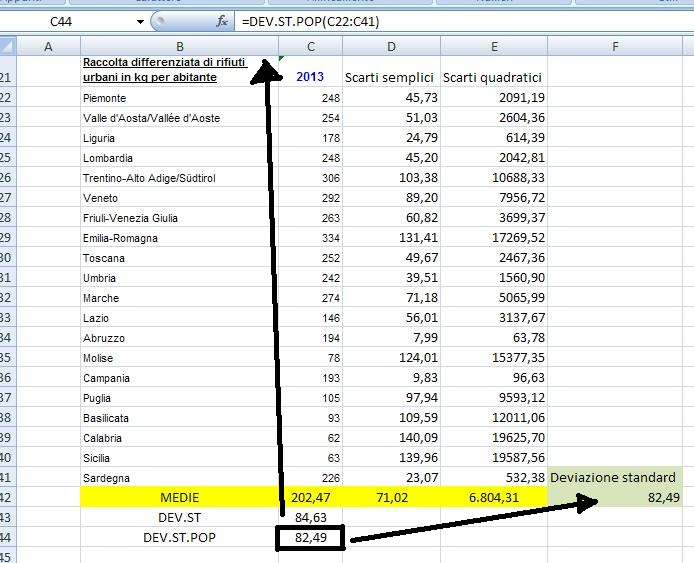 C44 fx =DEV.ST.POP(C22:C41)
A B C D E F
21 Raccolta differenziata di rifiuti
urbani in kg per abitante 2013 Scarti semplici Scarti quadratici
22 Piemonte 248 45,73 2091,19
23 Valle d'Aosta/Vallée d'Aoste 254 51,03 2604,36
24 Liguria 178 24,79 614,39
25 Lombardia 248 45,20 2042,81
26 Trentino-Alto Adige/Südtirol 306 103,38 10688,33
27 Veneto 292 89,20 7956,72
28 Friuli-Venezia Giulia 263 60,82 3699,37
29 Emilia-Romagna 334 131,41 17269,52
30 Toscana 252 49,67 2467,36
31 Umbria 242 39,51 1560,90
32 Marche 274 71,18 5065,99
33 Lazio 146 56,01 3137,67
34 Abruzzo 194 7,99 63,78
35 Molise 78 124,01 15377,35
36 Campania 193 9,83 96,63
37 Puglia 105 97,94 9593,12
38 Basilicata 93 109,59 12011,06
39 Calabria 62 140,09 19625,70
40 Sicilia 63 139,96 19587,56
41 Sardegna 226 23,07 532,38 Deviazione standard
42 MEDIE 202,47 71,02 6.804,31 82,49
43 DEV.ST 84,63
44 DEV.ST.POP 82,49
45